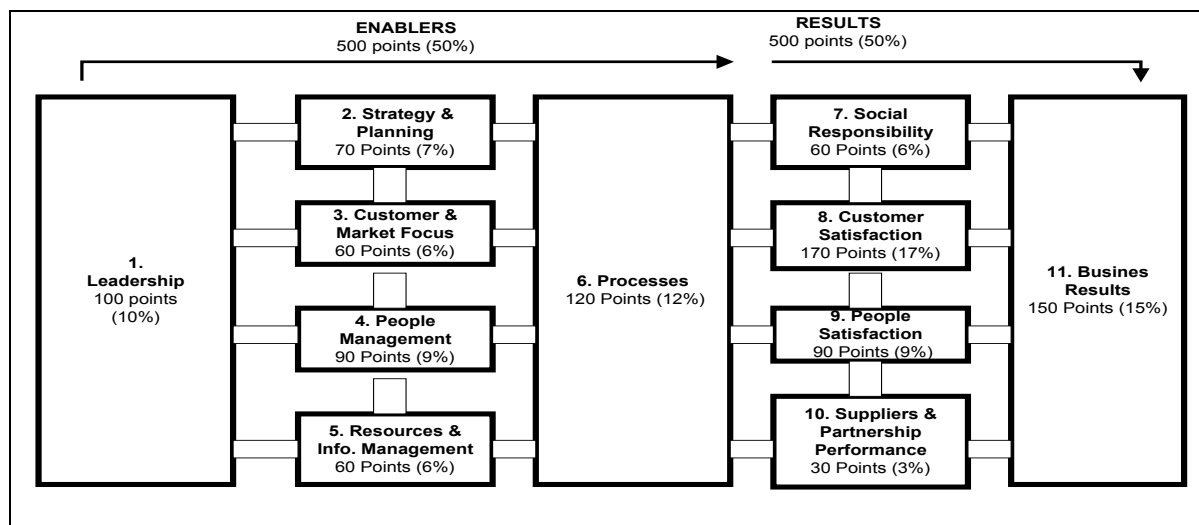 ENABLERS
500 points (50%)
RESULTS
500 points (50%)
1.
Leadership
100 points
(10%)
2. Strategy &
Planning
70 Points (7%)
3. Customer &
Market Focus
60 Points (6%)
4. People
Management
90 Points (9%)
5. Resources &
Info. Management
60 Points (6%)
6. Processes
120 Points (12%)
7. Social
Responsibility
60 Points (6%)
8. Customer
Satisfaction
170 Points (17%)
9. People
Satisfaction
90 Points (9%)
10. Suppliers &
Partnership
Performance
30 Points (3%)
11. Busines
Results
150 Points (15%)